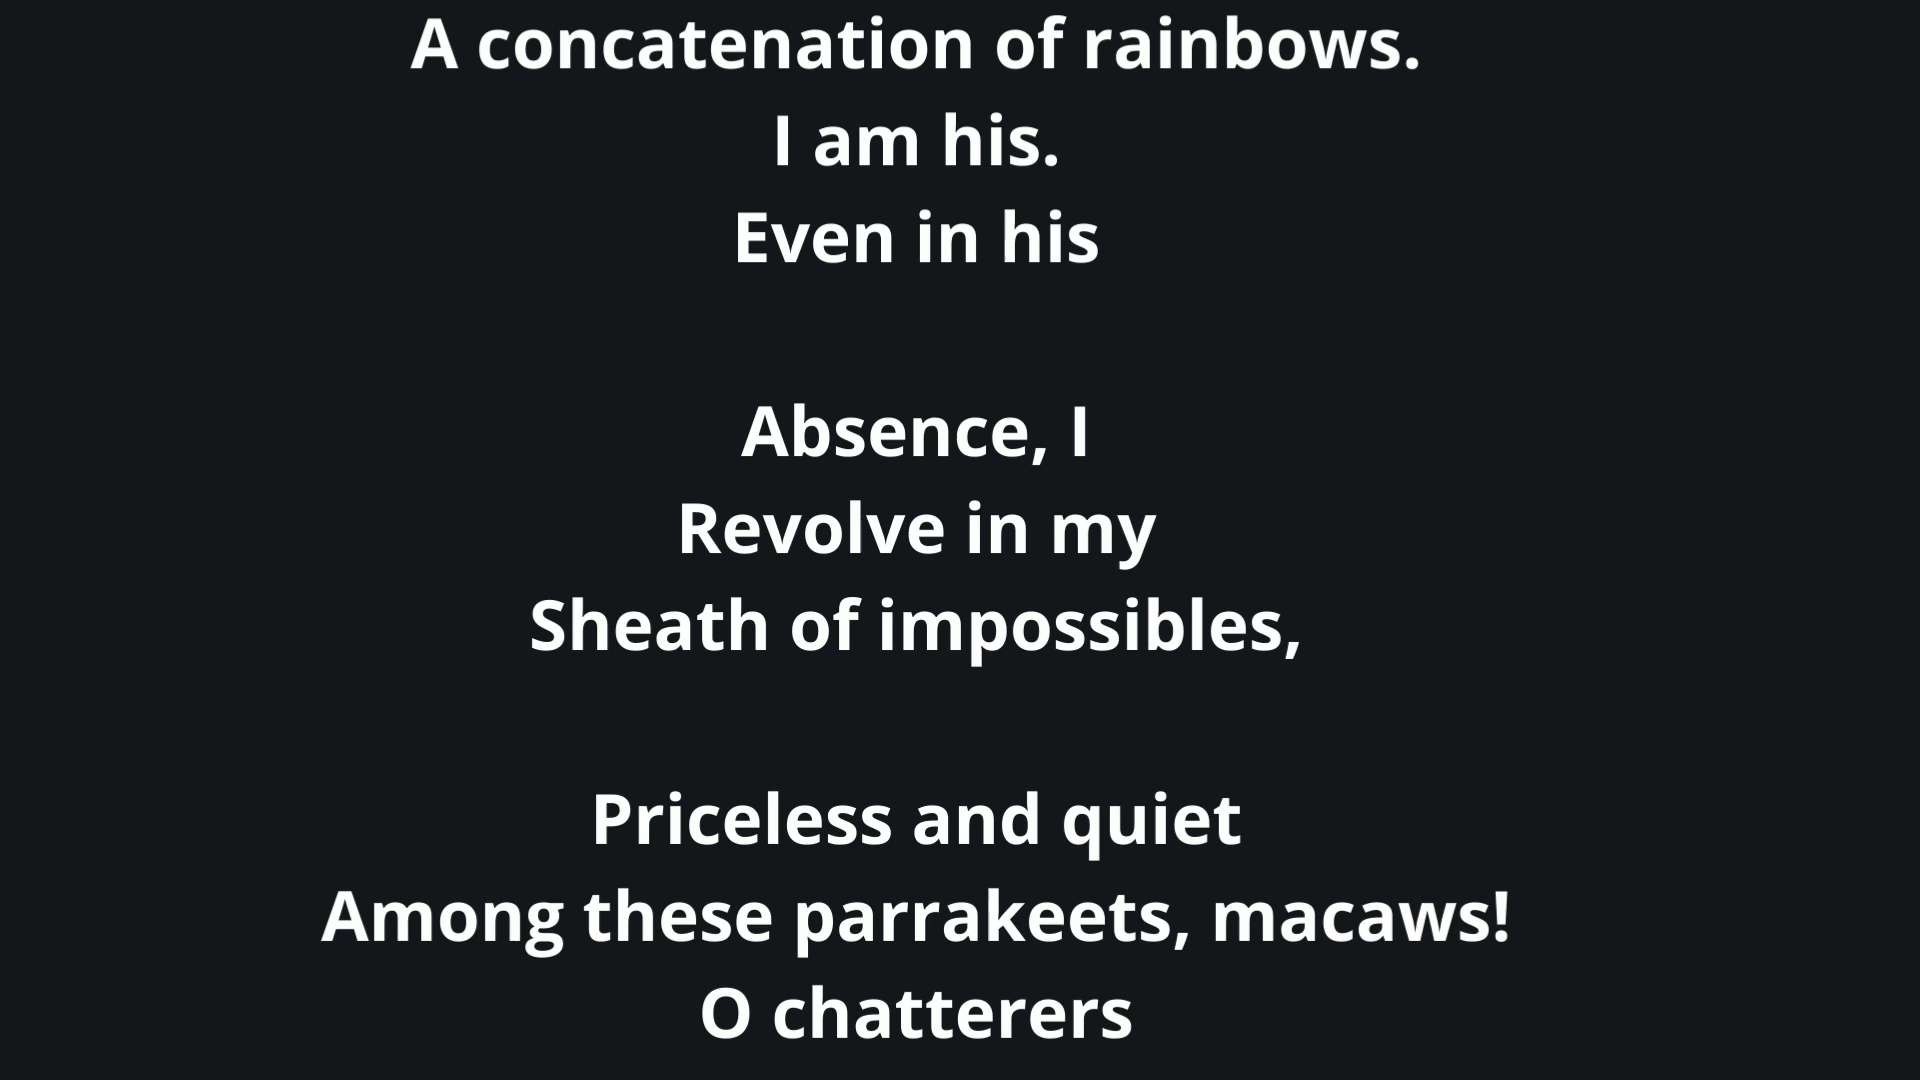 A concatenation of rainbows.
I am his.
Even in his
Absence, I
Revolve in my
Sheath of impossibles,
Priceless and quiet
Among these parrakeets, macaws!
O chatterers